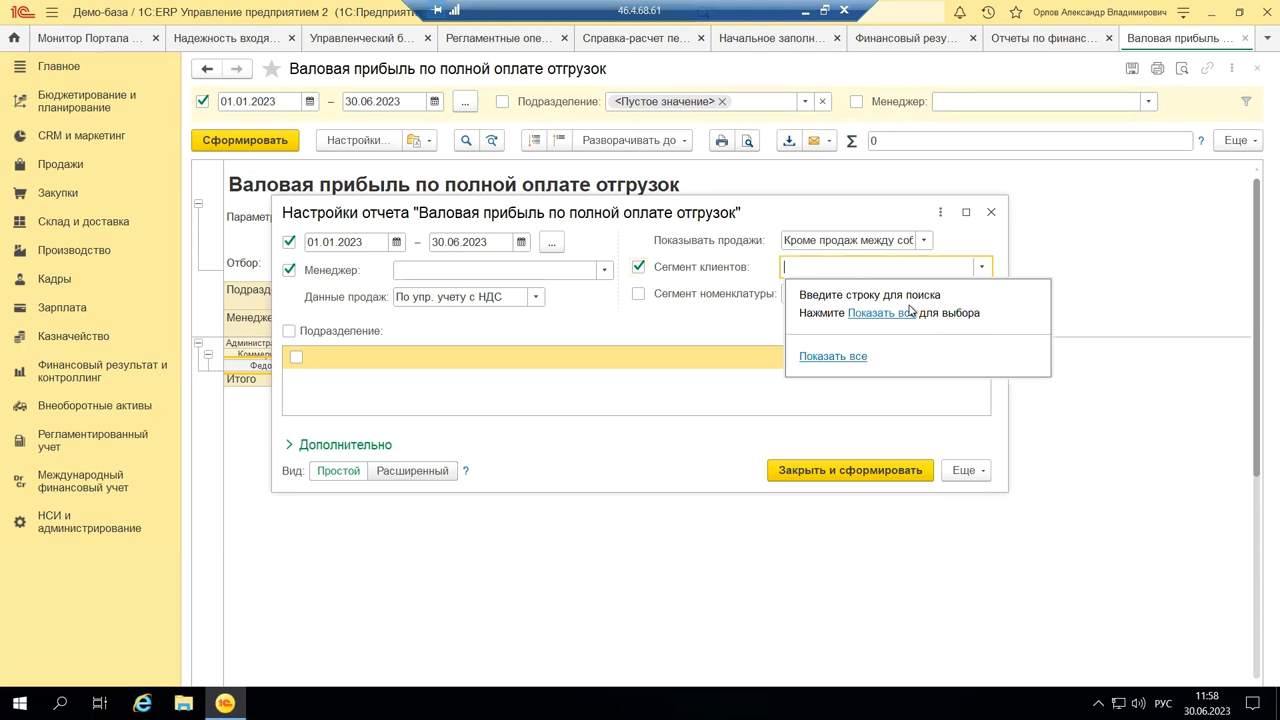 Демо-база / 1С:ERP Управление предприятием 2 (1С:Предприят
46.4.68.61
Орлов Александр Владимирович
Монитор Портала ...
Надежность входя...
Управленческий б...
Регламентные опе...
Справка-расчет пе...
Начальное заполн...
Финансовый резу...
Отчеты по финанс...
Валовая прибыль ...
Главное
Бюджетирование и
планирование
CRM и маркетинг
Продажи
Закупки
Склад и доставка
Производство
Кадры
Зарплата
Казначейство
Финансовый результат и
контроллинг
Внеоборотные активы
Регламентированный
учет
Международный
финансовый учет
НСИ и
администрирование
Валовая прибыль по полной оплате отгрузок
01.01.2023 – 30.06.2023 ... Подразделение: <Пустое значение> Менеджер:
Сформировать Настройки... Разворачивать до Σ 0 ? Еще
Валовая прибыль по полной оплате отгрузок
Парамет
Отбор:
Подразд
Менедже
Администра
Коммерч
Федо
Итого
Настройки отчета "Валовая прибыль по полной оплате отгрузок"
01.01.2023 – 30.06.2023 ... Показывать продажи: Кроме продаж между соб
Менеджер: Сегмент клиентов:
Данные продаж: По упр. учету с НДС Сегмент номенклатуры:
Введите строку для поиска
Нажмите Показать все для выбора
Показать все
Подразделение:
Дополнительно
Вид: Простой Расширенный ? Закрыть и сформировать Еще
РУС
11:58
30.06.2023